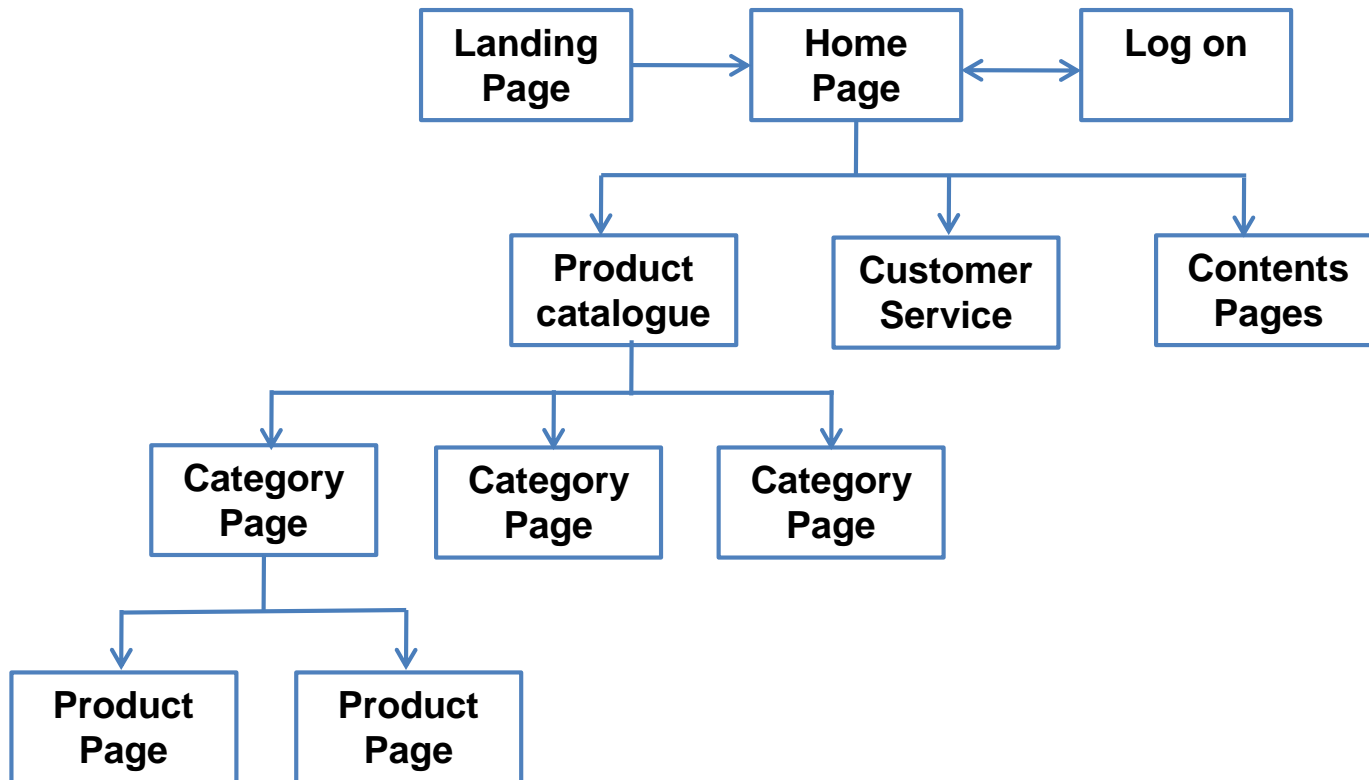 Landing
Page
Home
Page
Log on
Product
catalogue
Customer
Service
Contents
Pages
Category
Page
Category
Page
Category
Page
Product
Page
Product
Page